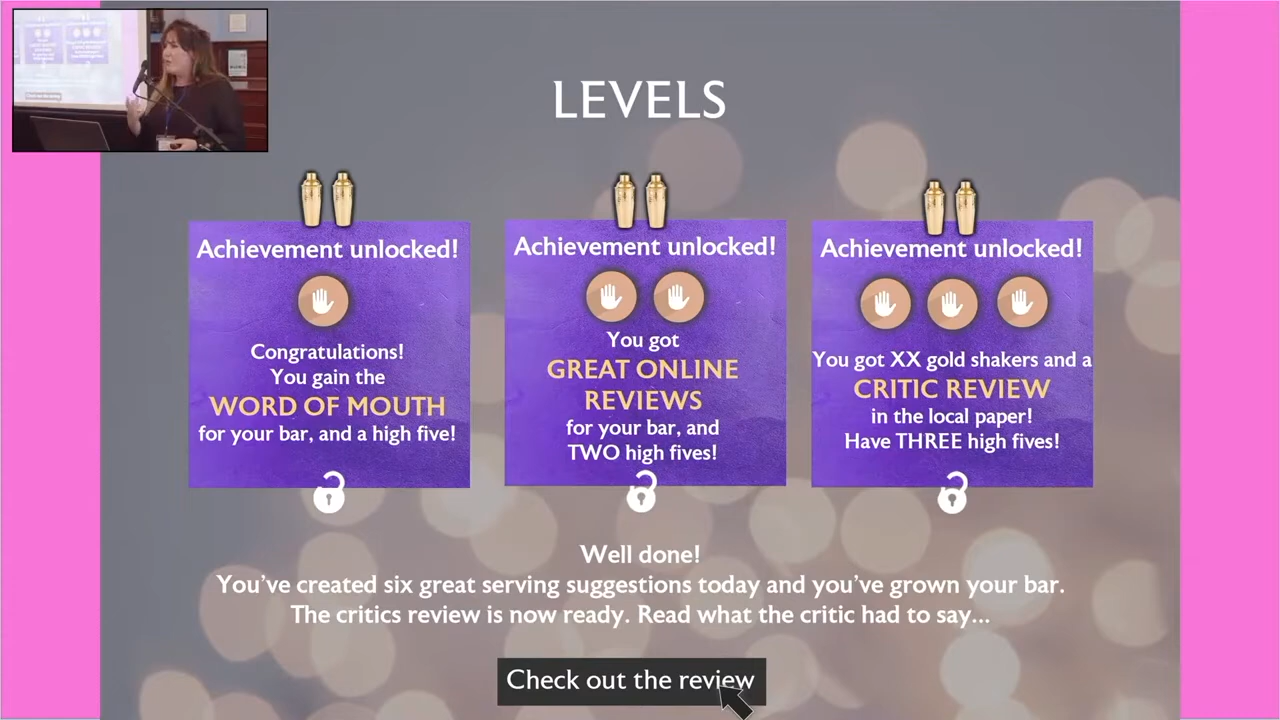 LEVELS
Achievement unlocked!
Congratulations!
You gain the
WORD OF MOUTH
for your bar, and a high five!
Achievement unlocked!
You got
GREAT ONLINE
REVIEWS
for your bar, and
TWO high fives!
Achievement unlocked!
You got XX gold shakers and a
CRITIC REVIEW
in the local paper!
Have THREE high fives!
Well done!
You've created six great serving suggestions today and you've grown your bar.
The critics review is now ready. Read what the critic had to say...
Check out the review